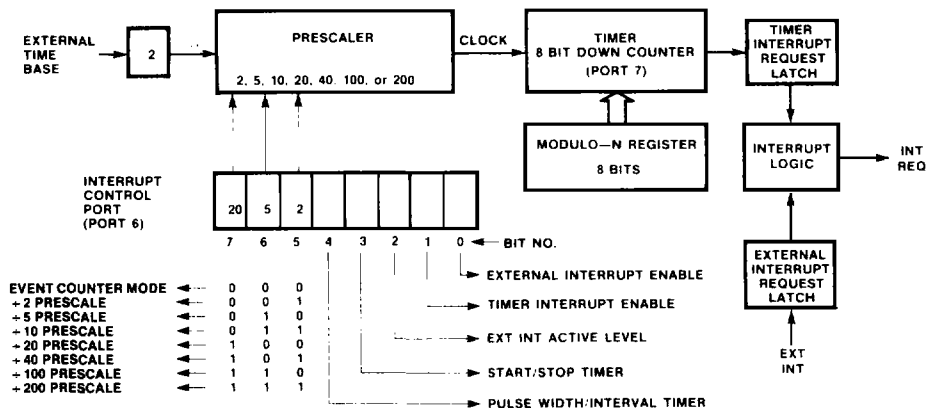 EXTERNAL
TIME
BASE
2
PRESCALER
2, 5, 10, 20, 40, 100, or 200
CLOCK
TIMER
8 BIT DOWN COUNTER
(PORT 7)
TIMER
INTERRUPT
REQUEST
LATCH
MODULO—N REGISTER
8 BITS
INTERRUPT
LOGIC
INT
REQ
INTERRUPT
CONTROL
PORT
(PORT 6)
20 5 2
7 6 5 4 3 2 1 0 BIT NO.
EXTERNAL
INTERRUPT
REQUEST
LATCH
EXT
INT
EXTERNAL INTERRUPT ENABLE
TIMER INTERRUPT ENABLE
EXT INT ACTIVE LEVEL
START/STOP TIMER
PULSE WIDTH/INTERVAL TIMER
EVENT COUNTER MODE 0 0 0
÷ 2 PRESCALE 0 0 1
÷ 5 PRESCALE 0 1 0
÷ 10 PRESCALE 0 1 1
÷ 20 PRESCALE 1 0 0
÷ 40 PRESCALE 1 0 1
÷ 100 PRESCALE 1 1 0
÷ 200 PRESCALE 1 1 1